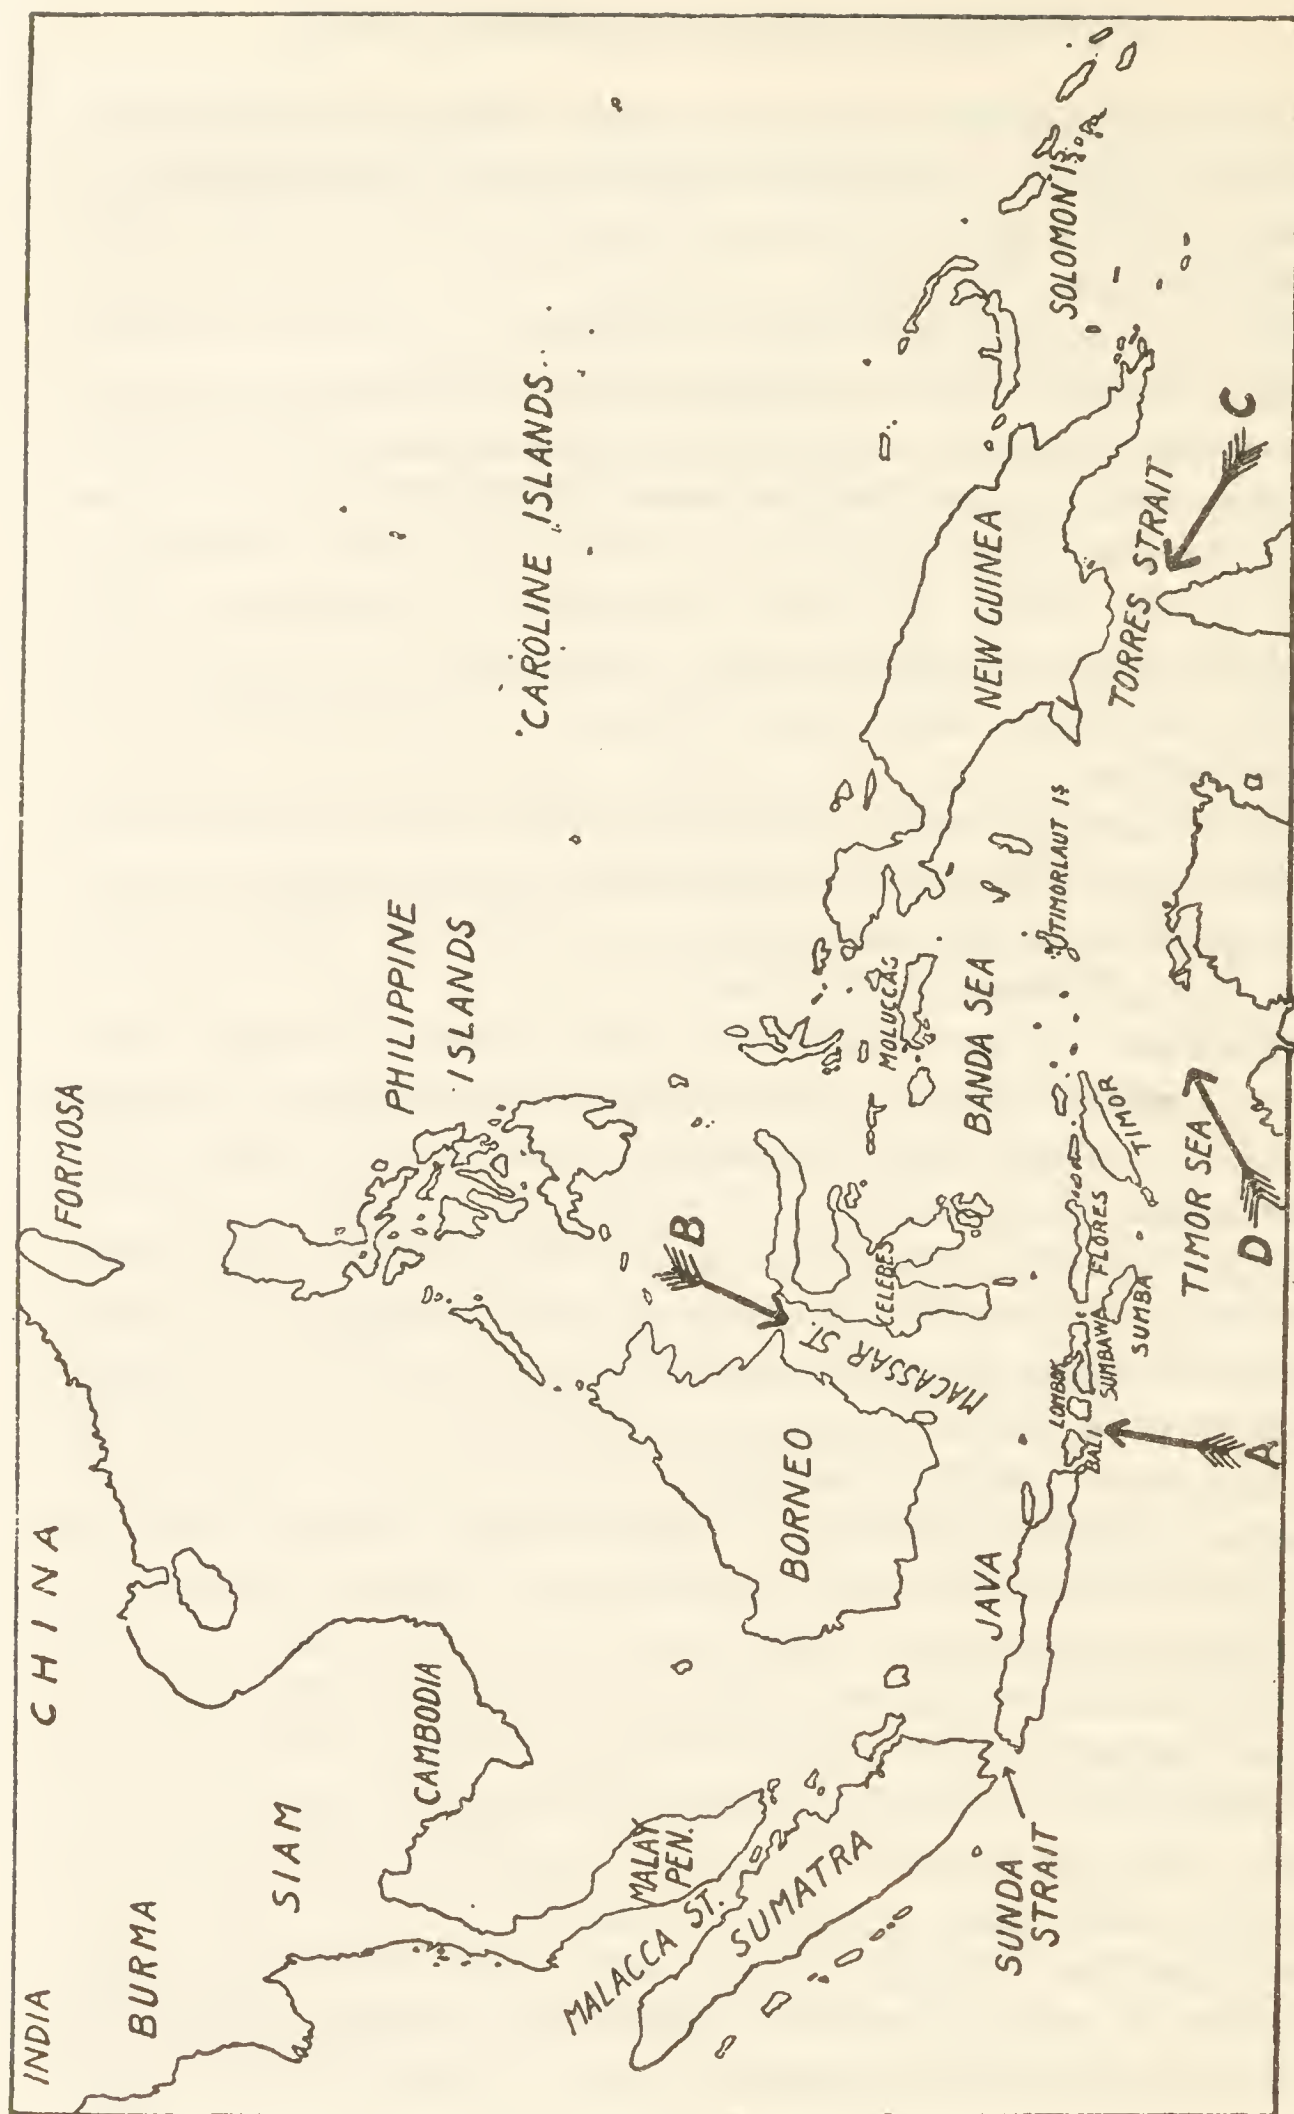 INDIA
CHINA
BURMA
SIAM
FORMOSA
CAMBODIA
PHILIPPINE
ISLANDS
CAROLINE ISLANDS
MALAY
PEN.
MALACCA ST.
SUMATRA
BORNEO
B
MACASSAR ST.
CELEBES
MOLUCCAS
BANDA SEA
NEW GUINEA
SOLOMON IS
SUNDA
STRAIT
JAVA
BALI
LOMBOK
SUMBAWA
FLORES
SUMBA
TIMOR
TIMORLAUT IS
TIMOR SEA
TORRES STRAIT
A
D
C